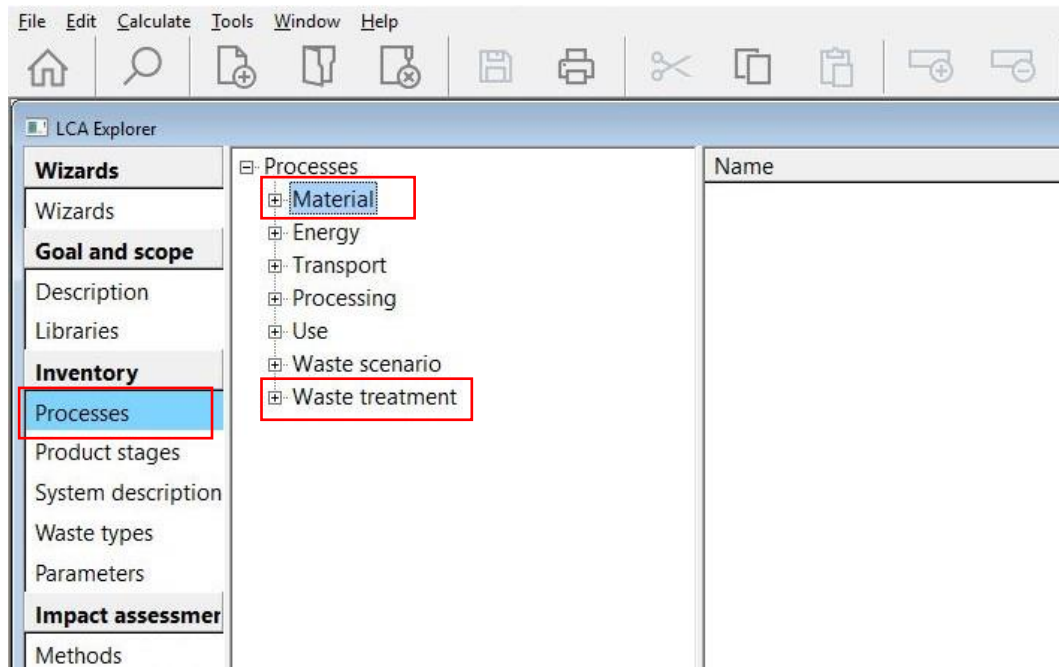 File Edit Calculate Tools Window Help
LCA Explorer
Wizards
Wizards
Goal and scope
Description
Libraries
Inventory
Processes
Product stages
System description
Waste types
Parameters
Impact assessmer
Methods
Processes
Material
Energy
Transport
Processing
Use
Waste scenario
Waste treatment
Name